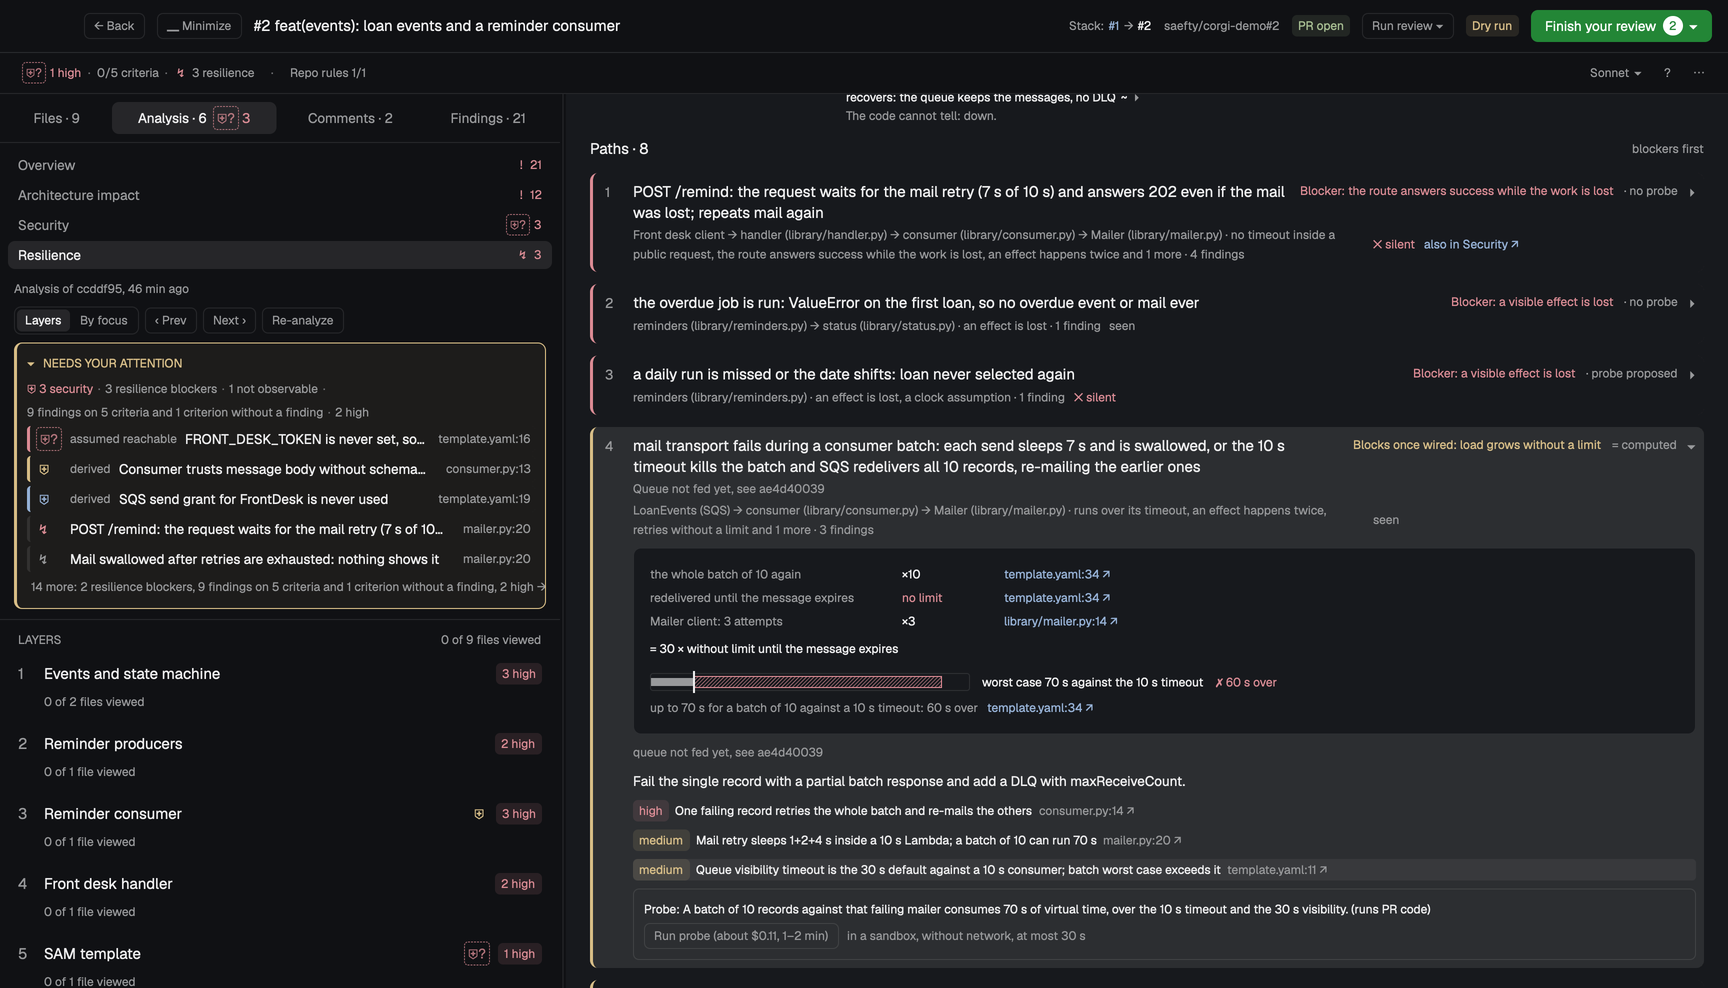 ← Back
Minimize
#2 feat(events): loan events and a reminder consumer
Stack: #1 → #2
saefty/corgi-demo#2
PR open
Run review
Dry run
Finish your review 2
? 1 high · 0/5 criteria · 3 resilience · Repo rules 1/1
Sonnet
?
···
Files · 9
Analysis · 6 ? 3
Comments · 2
Findings · 21
Overview ! 21
Architecture impact ! 12
Security ? 3
Resilience 3
Analysis of ccddf95, 46 min ago
Layers
By focus
‹ Prev
Next ›
Re-analyze
NEEDS YOUR ATTENTION
3 security · 3 resilience blockers · 1 not observable ·
9 findings on 5 criteria and 1 criterion without a finding · 2 high
? assumed reachable FRONT_DESK_TOKEN is never set, so... template.yaml:16
derived Consumer trusts message body without schema... consumer.py:13
derived SQS send grant for FrontDesk is never used template.yaml:19
POST /remind: the request waits for the mail retry (7 s of 10... mailer.py:20
Mail swallowed after retries are exhausted: nothing shows it mailer.py:20
14 more: 2 resilience blockers, 9 findings on 5 criteria and 1 criterion without a finding, 2 high →
LAYERS 0 of 9 files viewed
1 Events and state machine 3 high
0 of 2 files viewed
2 Reminder producers 2 high
0 of 1 file viewed
3 Reminder consumer 3 high
0 of 1 file viewed
4 Front desk handler 2 high
0 of 1 file viewed
5 SAM template ? 1 high
0 of 1 file viewed
recovers: the queue keeps the messages, no DLQ ~
The code cannot tell: down.
Paths · 8 blockers first
1 POST /remind: the request waits for the mail retry (7 s of 10 s) and answers 202 even if the mail
was lost; repeats mail again
Blocker: the route answers success while the work is lost · no probe
Front desk client → handler (library/handler.py) → consumer (library/consumer.py) → Mailer (library/mailer.py) · no timeout inside a
public request, the route answers success while the work is lost, an effect happens twice and 1 more · 4 findings
✕ silent also in Security ↗
2 the overdue job is run: ValueError on the first loan, so no overdue event or mail ever
Blocker: a visible effect is lost · no probe
reminders (library/reminders.py) → status (library/status.py) · an effect is lost · 1 finding seen
3 a daily run is missed or the date shifts: loan never selected again
Blocker: a visible effect is lost · probe proposed
reminders (library/reminders.py) · an effect is lost, a clock assumption · 1 finding ✕ silent
4 mail transport fails during a consumer batch: each send sleeps 7 s and is swallowed, or the 10 s
timeout kills the batch and SQS redelivers all 10 records, re-mailing the earlier ones
Blocks once wired: load grows without a limit = computed
Queue not fed yet, see ae4d40039
LoanEvents (SQS) → consumer (library/consumer.py) → Mailer (library/mailer.py) · runs over its timeout, an effect happens twice,
retries without a limit and 1 more · 3 findings
seen
the whole batch of 10 again ×10 template.yaml:34 ↗
redelivered until the message expires no limit template.yaml:34 ↗
Mailer client: 3 attempts ×3 library/mailer.py:14 ↗
= 30 × without limit until the message expires
worst case 70 s against the 10 s timeout ✗ 60 s over
up to 70 s for a batch of 10 against a 10 s timeout: 60 s over template.yaml:34 ↗
queue not fed yet, see ae4d40039
Fail the single record with a partial batch response and add a DLQ with maxReceiveCount.
high One failing record retries the whole batch and re-mails the others consumer.py:14 ↗
medium Mail retry sleeps 1+2+4 s inside a 10 s Lambda; a batch of 10 can run 70 s mailer.py:20 ↗
medium Queue visibility timeout is the 30 s default against a 10 s consumer; batch worst case exceeds it template.yaml:11 ↗
Probe: A batch of 10 records against that failing mailer consumes 70 s of virtual time, over the 10 s timeout and the 30 s visibility. (runs PR code)
Run probe (about $0.11, 1–2 min) in a sandbox, without network, at most 30 s